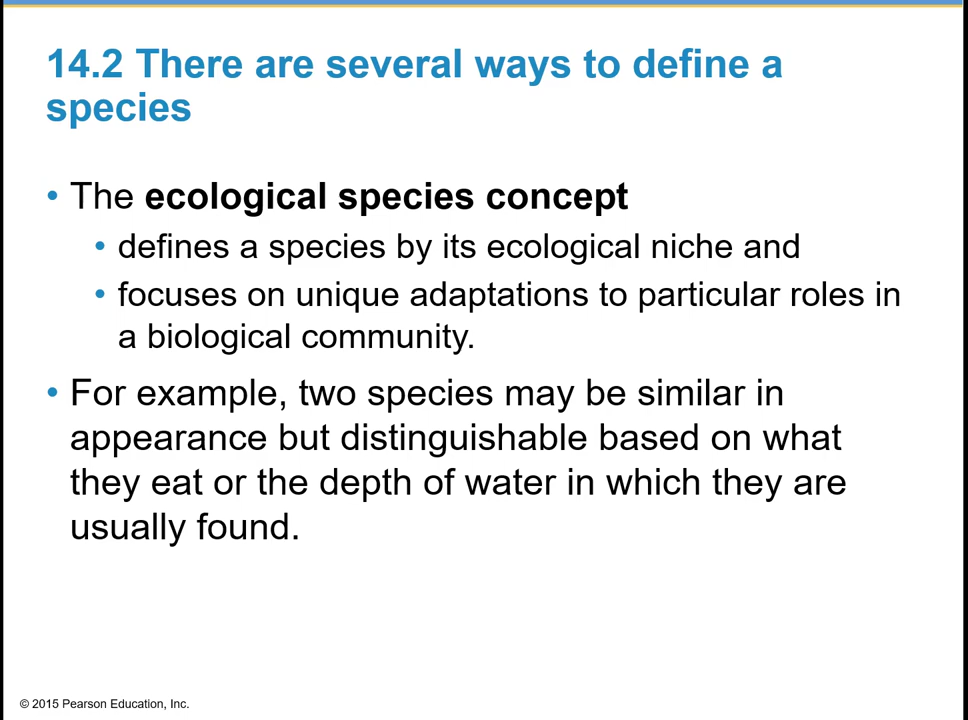 14.2 There are several ways to define a
species
• The ecological species concept
• defines a species by its ecological niche and
• focuses on unique adaptations to particular roles in
a biological community.
• For example, two species may be similar in
appearance but distinguishable based on what
they eat or the depth of water in which they are
usually found.
© 2015 Pearson Education, Inc.